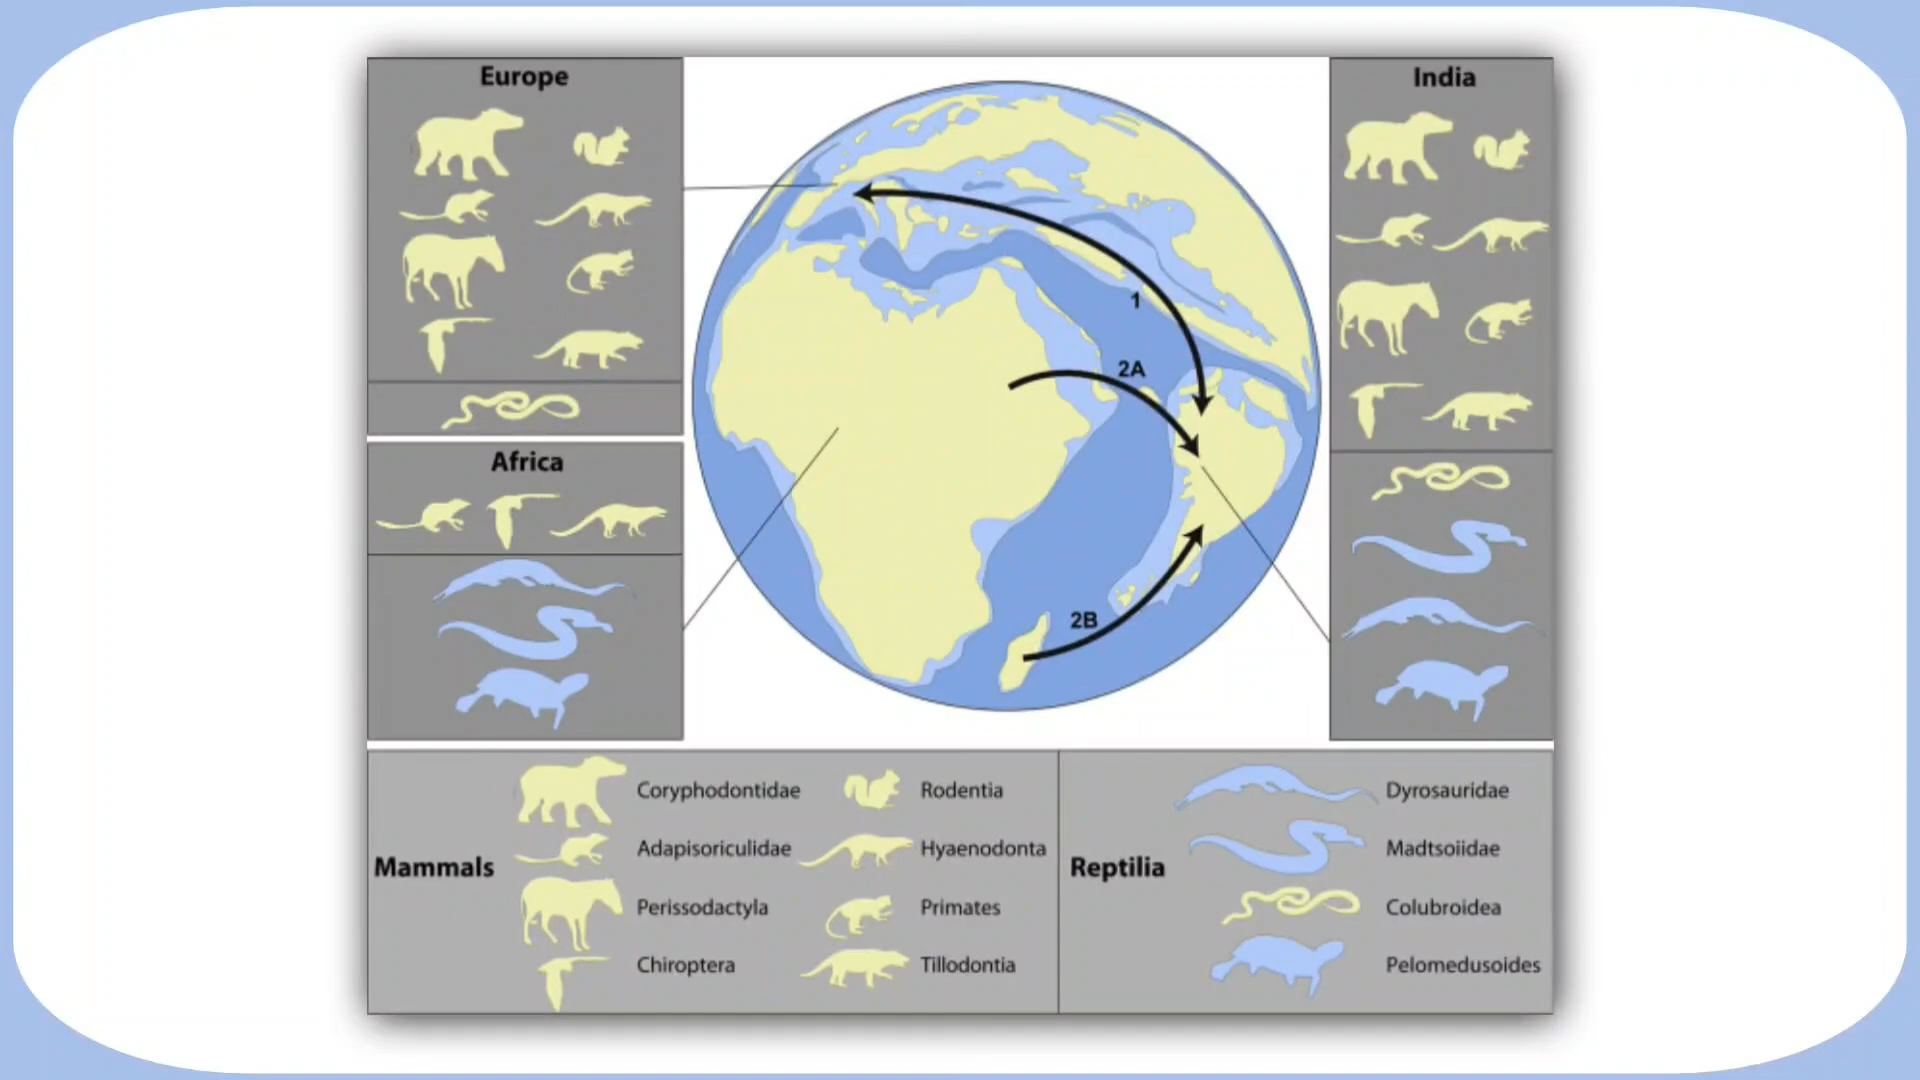 Europe
India
1
2A
Africa
2B
Mammals
Coryphodontidae
Rodentia
Adapisoriculidae
Hyaenodonta
Perissodactyla
Primates
Chiroptera
Tillodontia
Reptilia
Dyrosauridae
Madtsoiidae
Colubroidea
Pelomedusoides